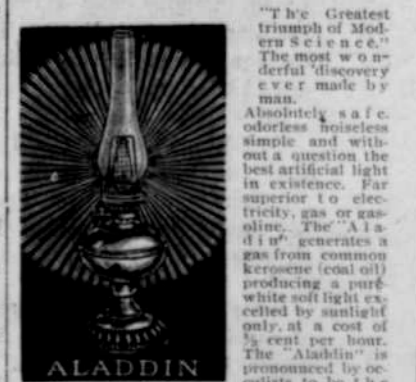 "The Greatest
triumph of Mod-
ern Science."
The most won-
derful discovery
ever made by
man.
Absolutely safe,
odorless noiseless
simple and with-
out a question the
best artificial light
in existence. Far
superior to elec-
tricity, gas or gas-
oline. The "Ala-
din" generates a
gas from common
kerosene (coal oil)
producing a pure
white soft light ex-
celled by sunlight
only, at a cost of
½ cent per hour.
The "Aladdin" is
pronounced by oc-
ALADDIN